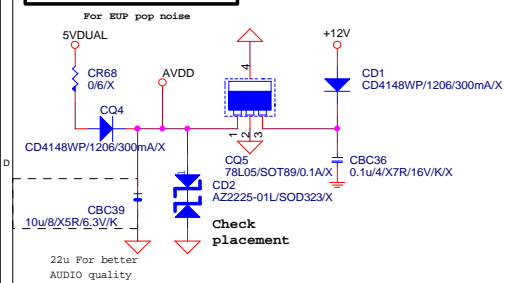 For EUP pop noise
5VDUAL
+12V
4
AVDD
CR68
0/6/X
CD1
CD4148WP/1206/300mA/X
CQ4
CD4148WP/1206/300mA/X
1
2
3
CQ5
78L05/SOT89/0.1A/X
CBC36
0.1u/4/X7R/16V/K/X
D
CD2
AZ2225-01L/SOD323/X
CBC39
10u/8/X5R/6.3V/K
Check
placement
22u For better
AUDIO quality